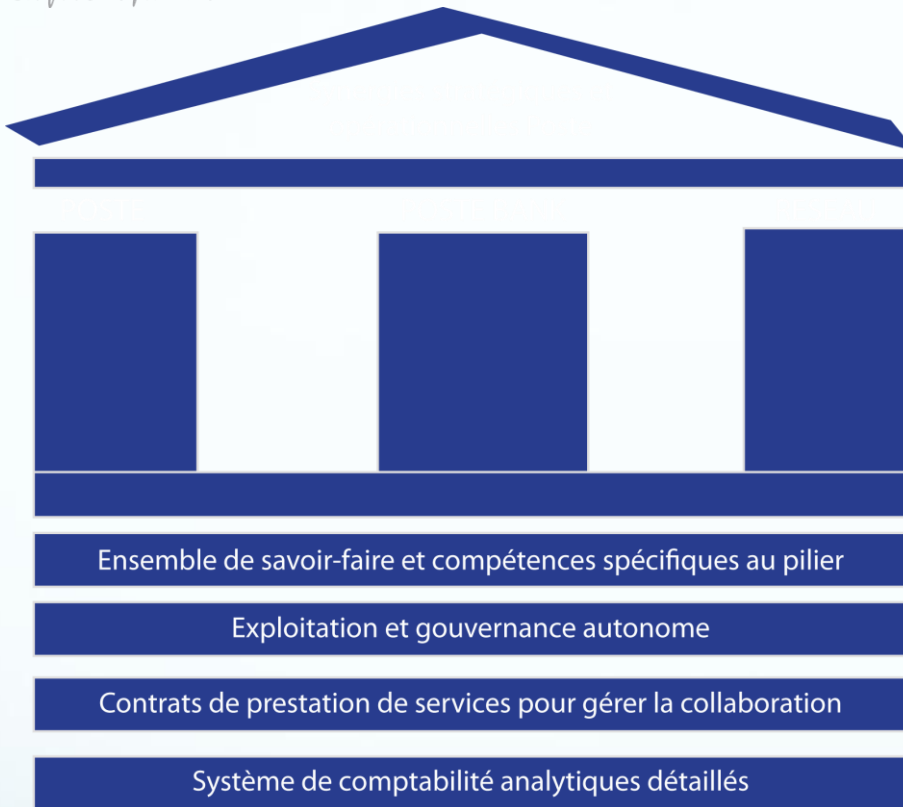 Ensemble de savoir-faire et compétences spécifiques au pilier
Exploitation et gouvernance autonome
Contrats de prestation de services pour gérer la collaboration
Système de comptabilité analytiques détaillés